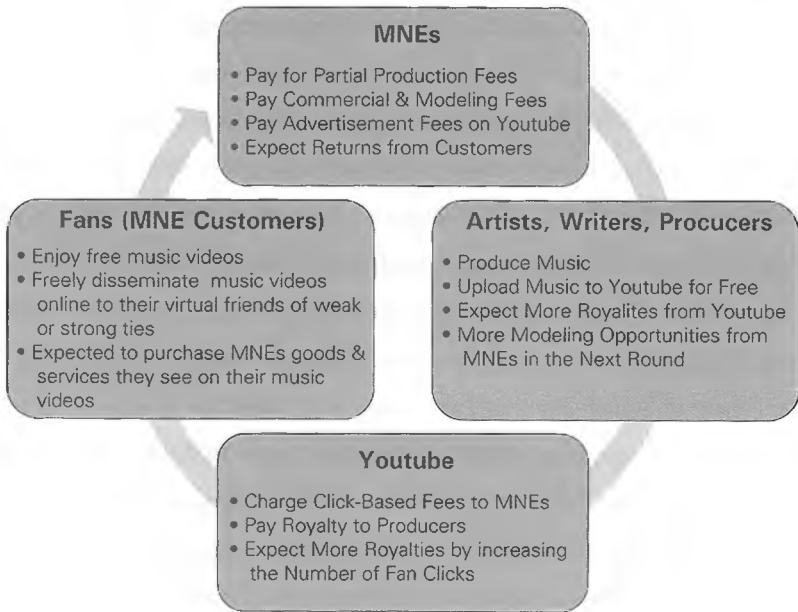 MNEs
• Pay for Partial Production Fees
• Pay Commercial & Modeling Fees
• Pay Advertisement Fees on Youtube
• Expect Returns from Customers
Artists, Writers, Procucers
• Produce Music
• Upload Music to Youtube for Free
• Expect More Royalites from Youtube
• More Modeling Opportunities from
MNEs in the Next Round
Youtube
• Charge Click-Based Fees to MNEs
• Pay Royalty to Producers
• Expect More Royalties by increasing
the Number of Fan Clicks
Fans (MNE Customers)
• Enjoy free music videos
• Freely disseminate music videos
online to their virtual friends of weak
or strong ties
• Expected to purchase MNEs goods &
services they see on their music
videos